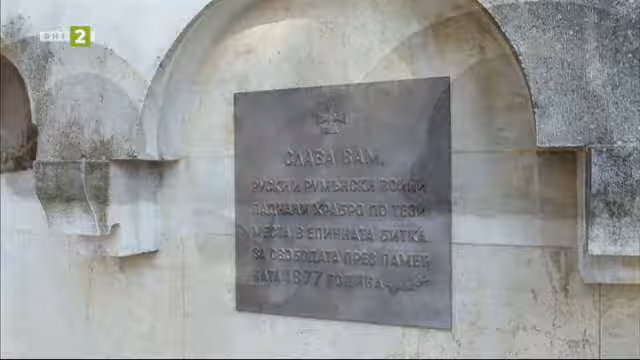 БНТ 2
СЛАВА ВАМ,
РУСКИ И РУМЪНСКИ ВОИНИ
ПАДНАЛИ ХРАБРО ПО ТЕЗИ
МЕСТА В ЕПИЧНАТА БИТКА
ЗА СВОБОДАТА ПРЕЗ ПАМЕТ-
НАТА 1877 ГОДИНА